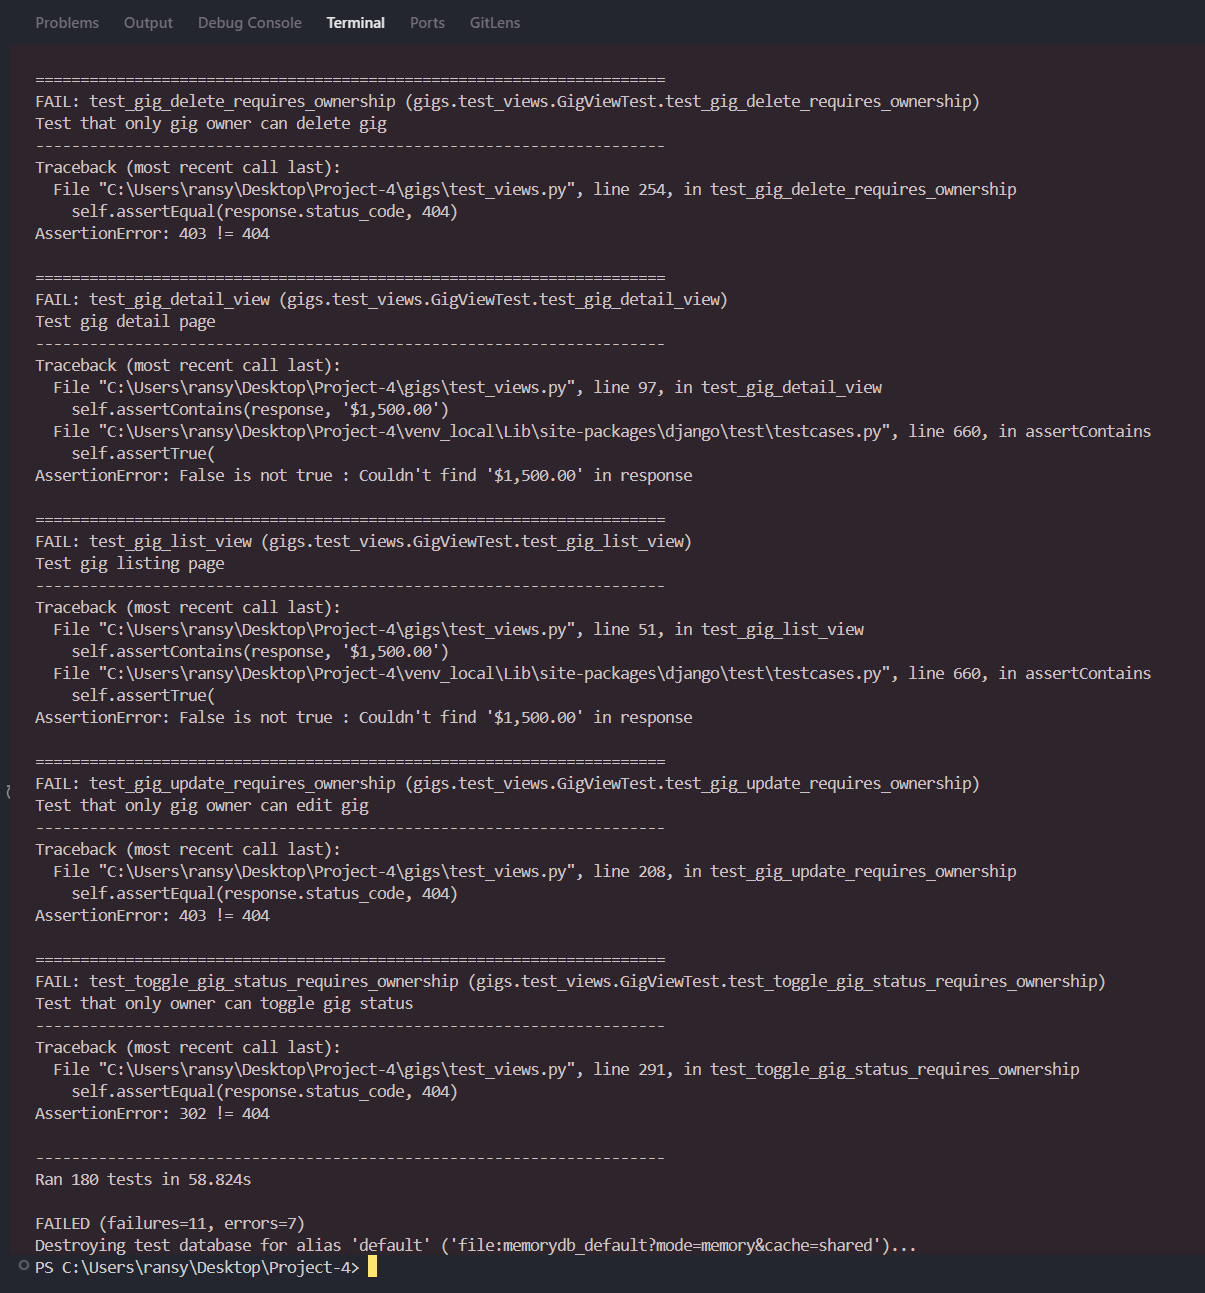 Problems Output Debug Console Terminal Ports GitLens
======================================================================
FAIL: test_gig_delete_requires_ownership (gigs.test_views.GigViewTest.test_gig_delete_requires_ownership)
Test that only gig owner can delete gig
----------------------------------------------------------------------
Traceback (most recent call last):
  File "C:\Users\ransy\Desktop\Project-4\gigs\test_views.py", line 254, in test_gig_delete_requires_ownership
    self.assertEqual(response.status_code, 404)
AssertionError: 403 != 404
======================================================================
FAIL: test_gig_detail_view (gigs.test_views.GigViewTest.test_gig_detail_view)
Test gig detail page
----------------------------------------------------------------------
Traceback (most recent call last):
  File "C:\Users\ransy\Desktop\Project-4\gigs\test_views.py", line 97, in test_gig_detail_view
    self.assertContains(response, '$1,500.00')
  File "C:\Users\ransy\Desktop\Project-4\venv_local\Lib\site-packages\django\test\testcases.py", line 660, in assertContains
    self.assertTrue(
AssertionError: False is not true : Couldn't find '$1,500.00' in response
======================================================================
FAIL: test_gig_list_view (gigs.test_views.GigViewTest.test_gig_list_view)
Test gig listing page
----------------------------------------------------------------------
Traceback (most recent call last):
  File "C:\Users\ransy\Desktop\Project-4\gigs\test_views.py", line 51, in test_gig_list_view
    self.assertContains(response, '$1,500.00')
  File "C:\Users\ransy\Desktop\Project-4\venv_local\Lib\site-packages\django\test\testcases.py", line 660, in assertContains
    self.assertTrue(
AssertionError: False is not true : Couldn't find '$1,500.00' in response
======================================================================
FAIL: test_gig_update_requires_ownership (gigs.test_views.GigViewTest.test_gig_update_requires_ownership)
Test that only gig owner can edit gig
----------------------------------------------------------------------
Traceback (most recent call last):
  File "C:\Users\ransy\Desktop\Project-4\gigs\test_views.py", line 208, in test_gig_update_requires_ownership
    self.assertEqual(response.status_code, 404)
AssertionError: 403 != 404
======================================================================
FAIL: test_toggle_gig_status_requires_ownership (gigs.test_views.GigViewTest.test_toggle_gig_status_requires_ownership)
Test that only owner can toggle gig status
----------------------------------------------------------------------
Traceback (most recent call last):
  File "C:\Users\ransy\Desktop\Project-4\gigs\test_views.py", line 291, in test_toggle_gig_status_requires_ownership
    self.assertEqual(response.status_code, 404)
AssertionError: 302 != 404
----------------------------------------------------------------------
Ran 180 tests in 58.824s
FAILED (failures=11, errors=7)
Destroying test database for alias 'default' ('file:memorydb_default?mode=memory&cache=shared')...
PS C:\Users\ransy\Desktop\Project-4>